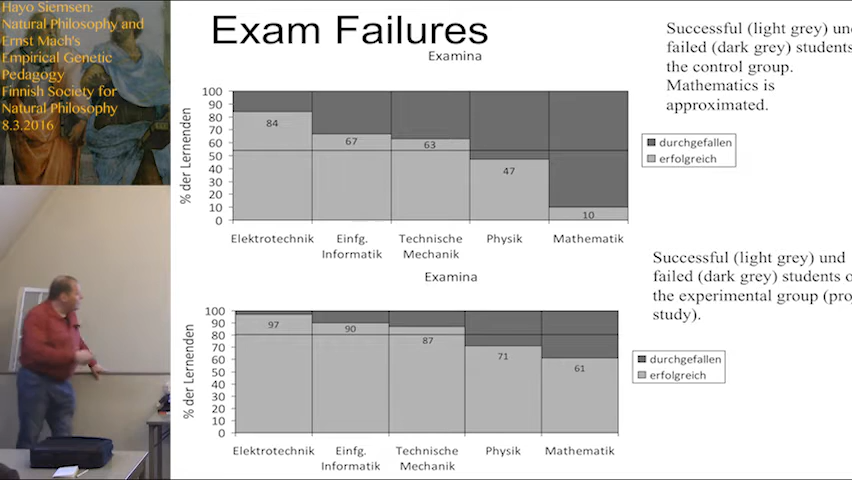 Hayo Siemsen:
Natural Philosophy and
Ernst Mach's
Empirical Genetic
Pedagogy
Finnish Society for
Natural Philosophy
8.3.2016
Exam Failures
Examina
% der Lernenden
100
90
80
70
60
50
40
30
20
10
0
84
67
63
47
10
Elektrotechnik
Einfg.
Informatik
Technische
Mechanik
Physik
Mathematik
durchgefallen
erfolgreich
Successful (light grey)
failed (dark grey) students
the control group.
Mathematics is
approximated.
Examina
% der Lernenden
100
90
80
70
60
50
40
30
20
10
0
97
90
87
71
61
Elektrotechnik
Einfg.
Informatik
Technische
Mechanik
Physik
Mathematik
durchgefallen
erfolgreich
Successful (light grey) und
failed (dark grey) students
the experimental group
study).